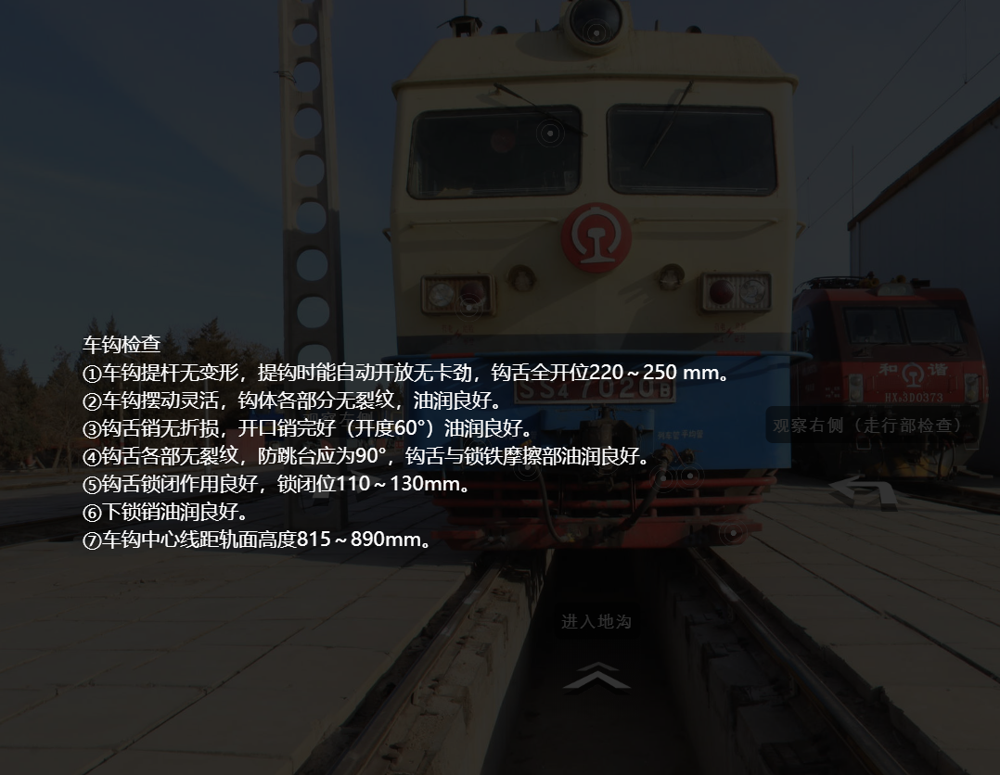 车钩检查
①车钩提杆无变形，提钩时能自动开放无卡劲，钩舌全开位220～250 mm。
②车钩摆动灵活，钩体各部分无裂纹，油润良好。
③钩舌销无折损，开口销完好（开度60°）油润良好。
④钩舌各部无裂纹，防跳台应为90°，钩舌与锁铁摩擦部油润良好。
⑤钩舌锁闭作用良好，锁闭位110～130mm。
⑥下锁销油润良好。
⑦车钩中心线距轨面高度815～890mm。
SS4 7020B
和谐
HX3D0373
观察右侧（走行部检查）
进入地沟